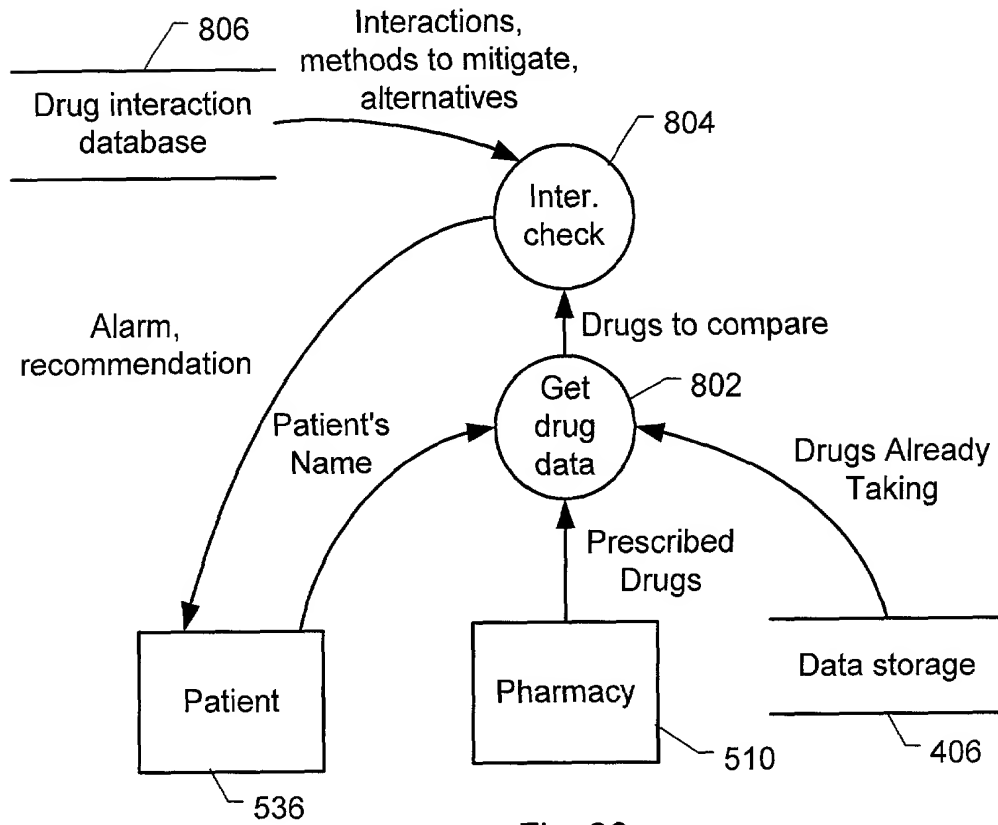 806
Interactions,
methods to mitigate,
alternatives
Drug interaction
database
804
Inter.
check
Alarm,
recommendation
Drugs to compare
802
Get
drug
data
Patient's
Name
Drugs Already
Taking
Prescribed
Drugs
Patient
Pharmacy
Data storage
510
406
536